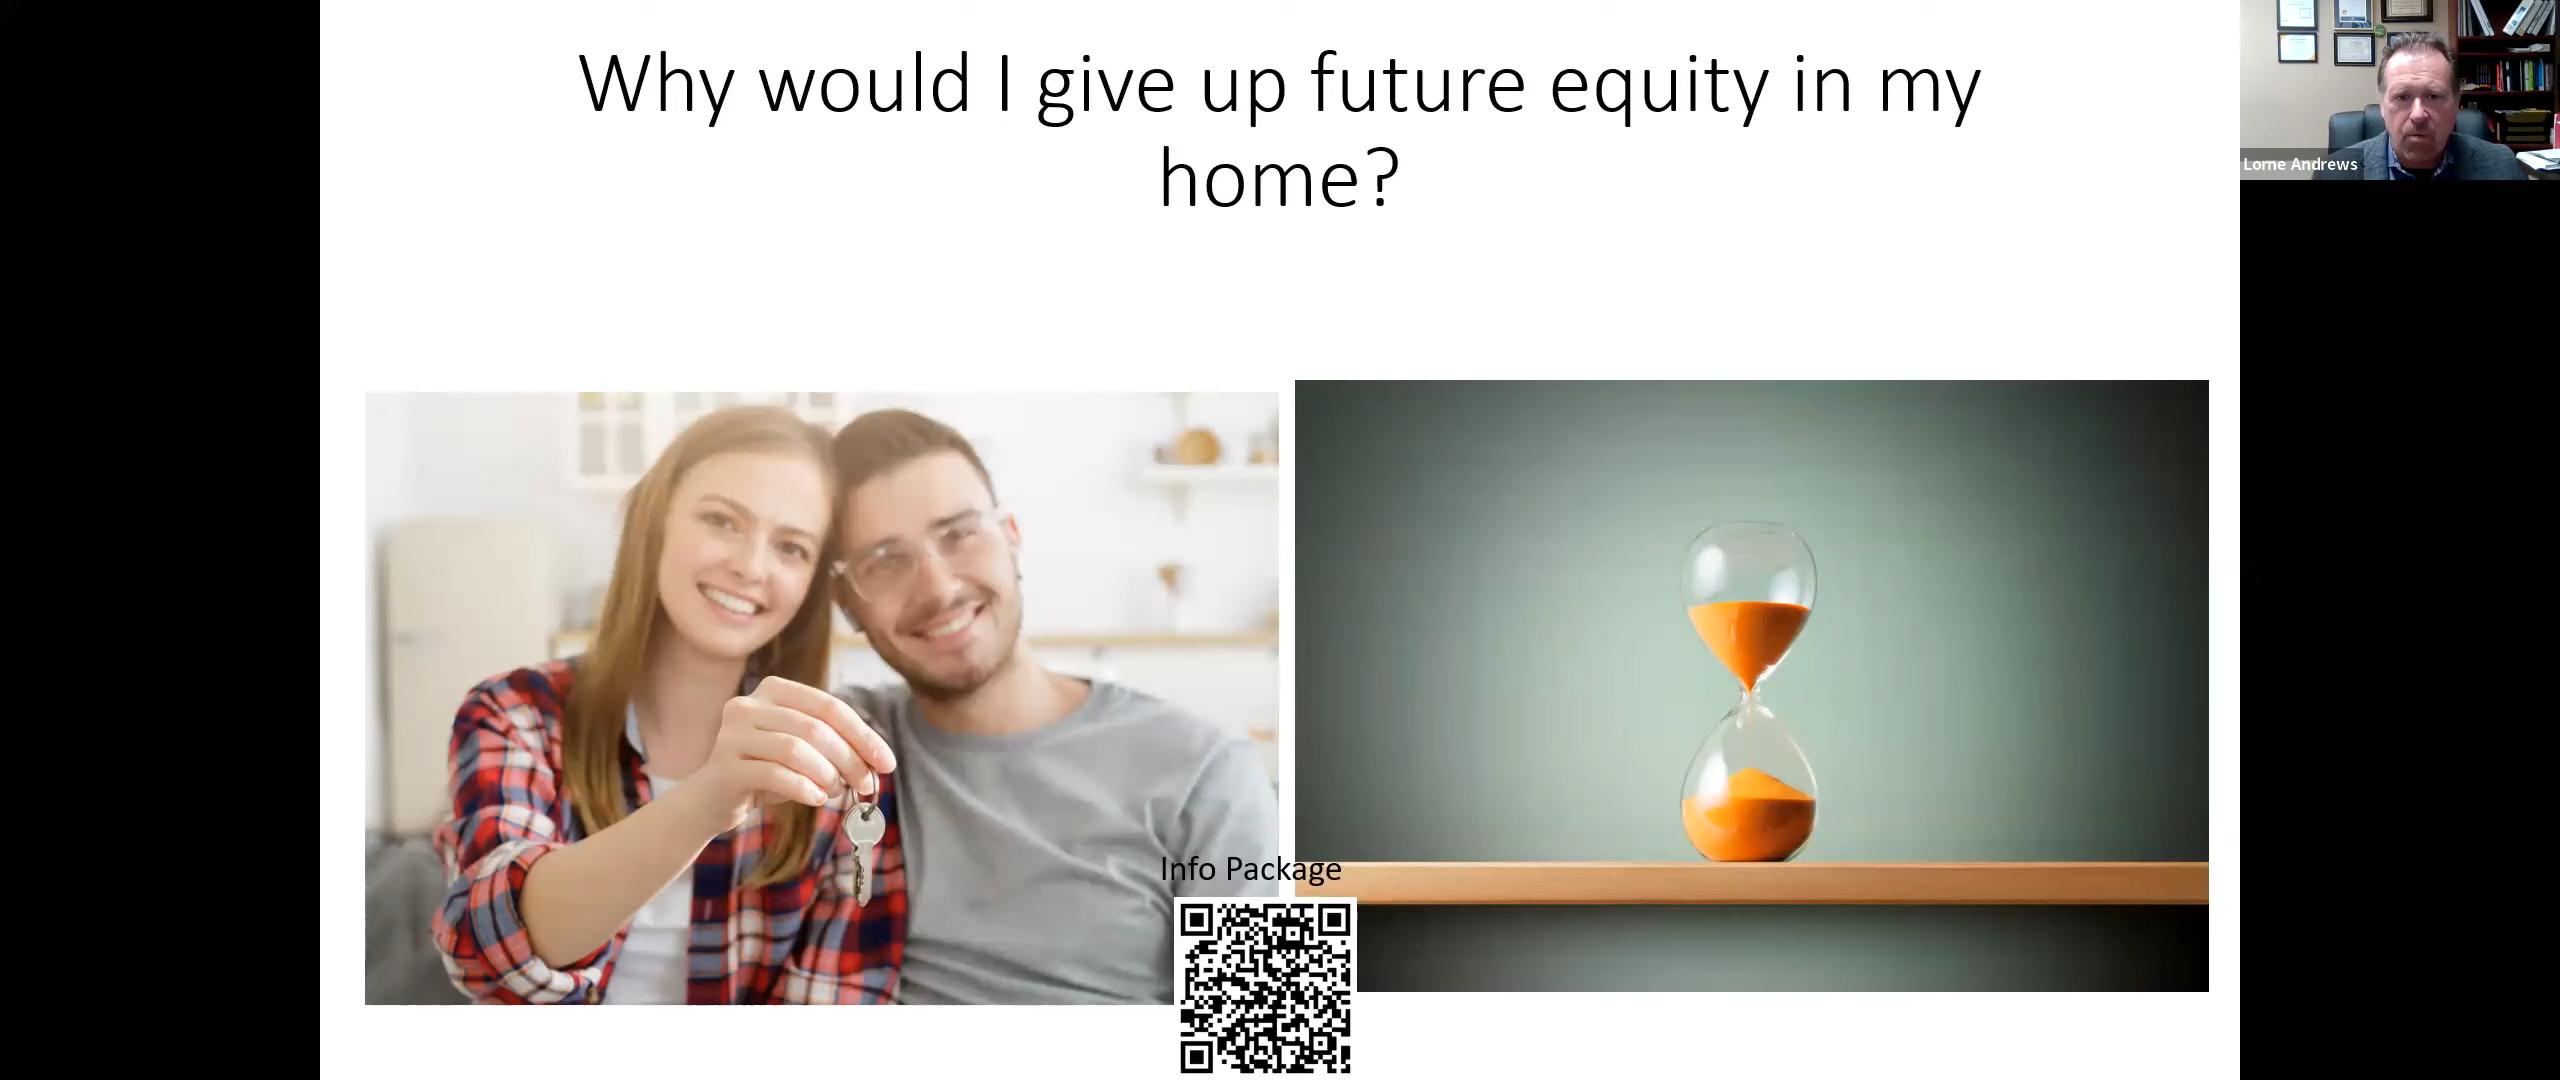 Why would I give up future equity in my
home?
Lorne Andrews
Info Package